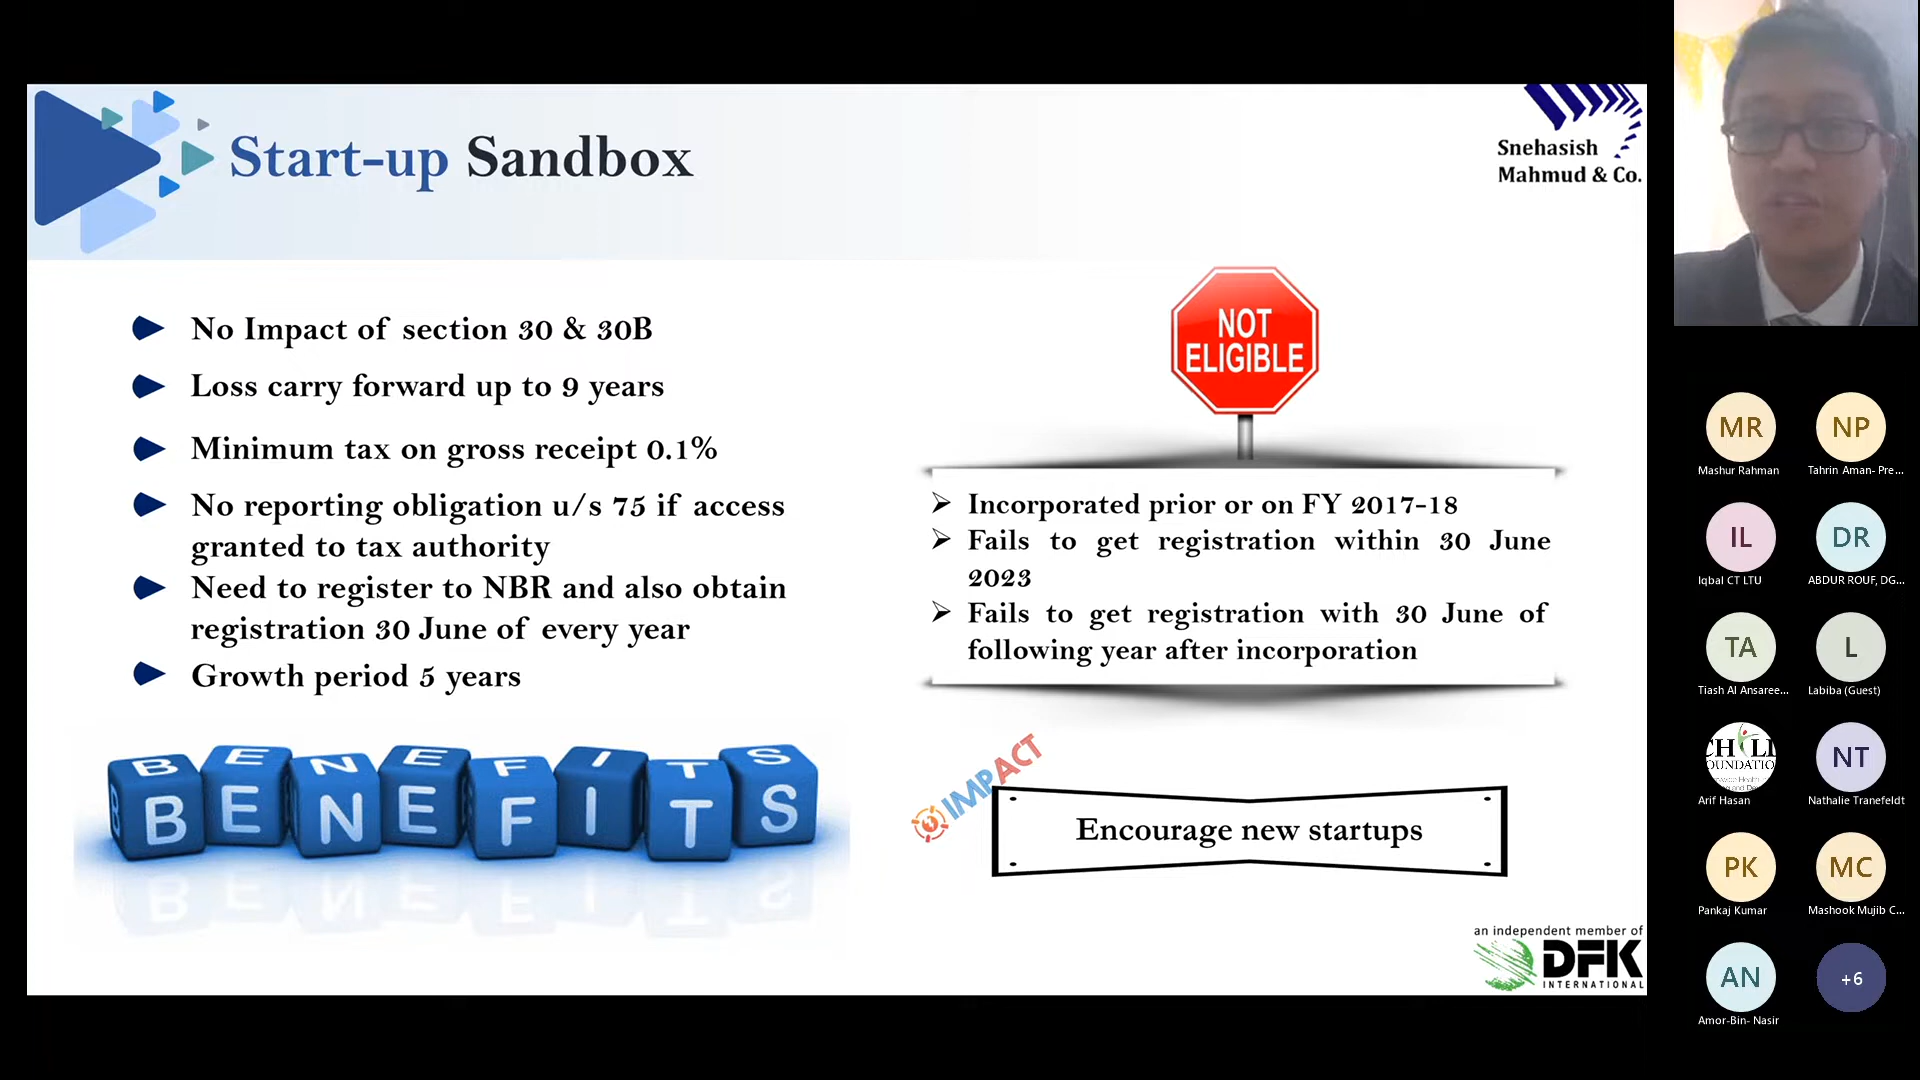 Start-up Sandbox
Snehasish
Mahmud & Co.
No Impact of section 30 & 30B
Loss carry forward up to 9 years
Minimum tax on gross receipt 0.1%
No reporting obligation u/s 75 if access
granted to tax authority
Need to register to NBR and also obtain
registration 30 June of every year
Growth period 5 years
BENEFITS
BENEFITS
NOT
ELIGIBLE
Incorporated prior or on FY 2017-18
Fails to get registration within 30 June
2023
Fails to get registration with 30 June of
following year after incorporation
IMPACT
Encourage new startups
an independent member of
DFK
INTERNATIONAL
MR
Mashur Rahman
NP
Tahrin Aman- Pre...
IL
Iqbal CT LTU
DR
ABDUR ROUF, DG...
TA
Tiash Al Ansaree...
L
Labiba (Guest)
Arif Hasan
NT
Nathalie Tranefeldt
PK
Pankaj Kumar
MC
Mashook Mujib C...
AN
Amor-Bin- Nasir
+6